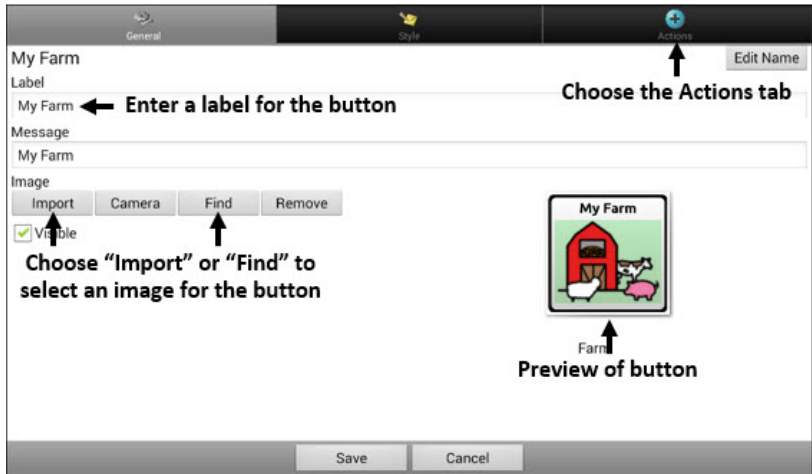 General
Style
Actions
My Farm
Edit Name
Choose the Actions tab
Label
My Farm
Enter a label for the button
Message
My Farm
Image
Import
Camera
Find
Remove
Visible
Choose “Import” or “Find” to
select an image for the button
My Farm
Farm
Preview of button
Save
Cancel